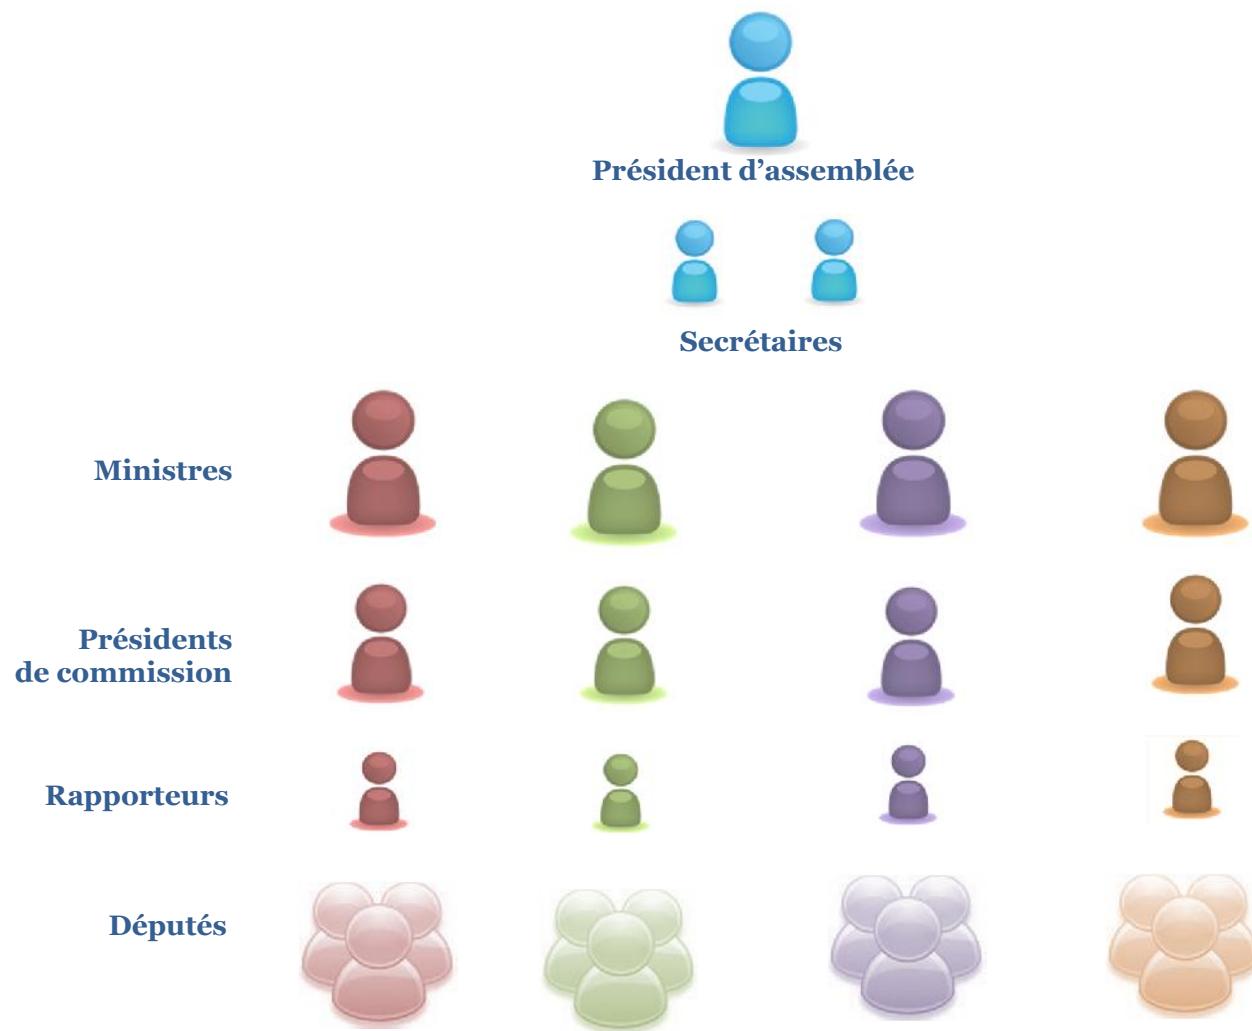 Président d’assemblée
Secrétaires
Ministres
Présidents
de commission
Rapporteurs
Députés